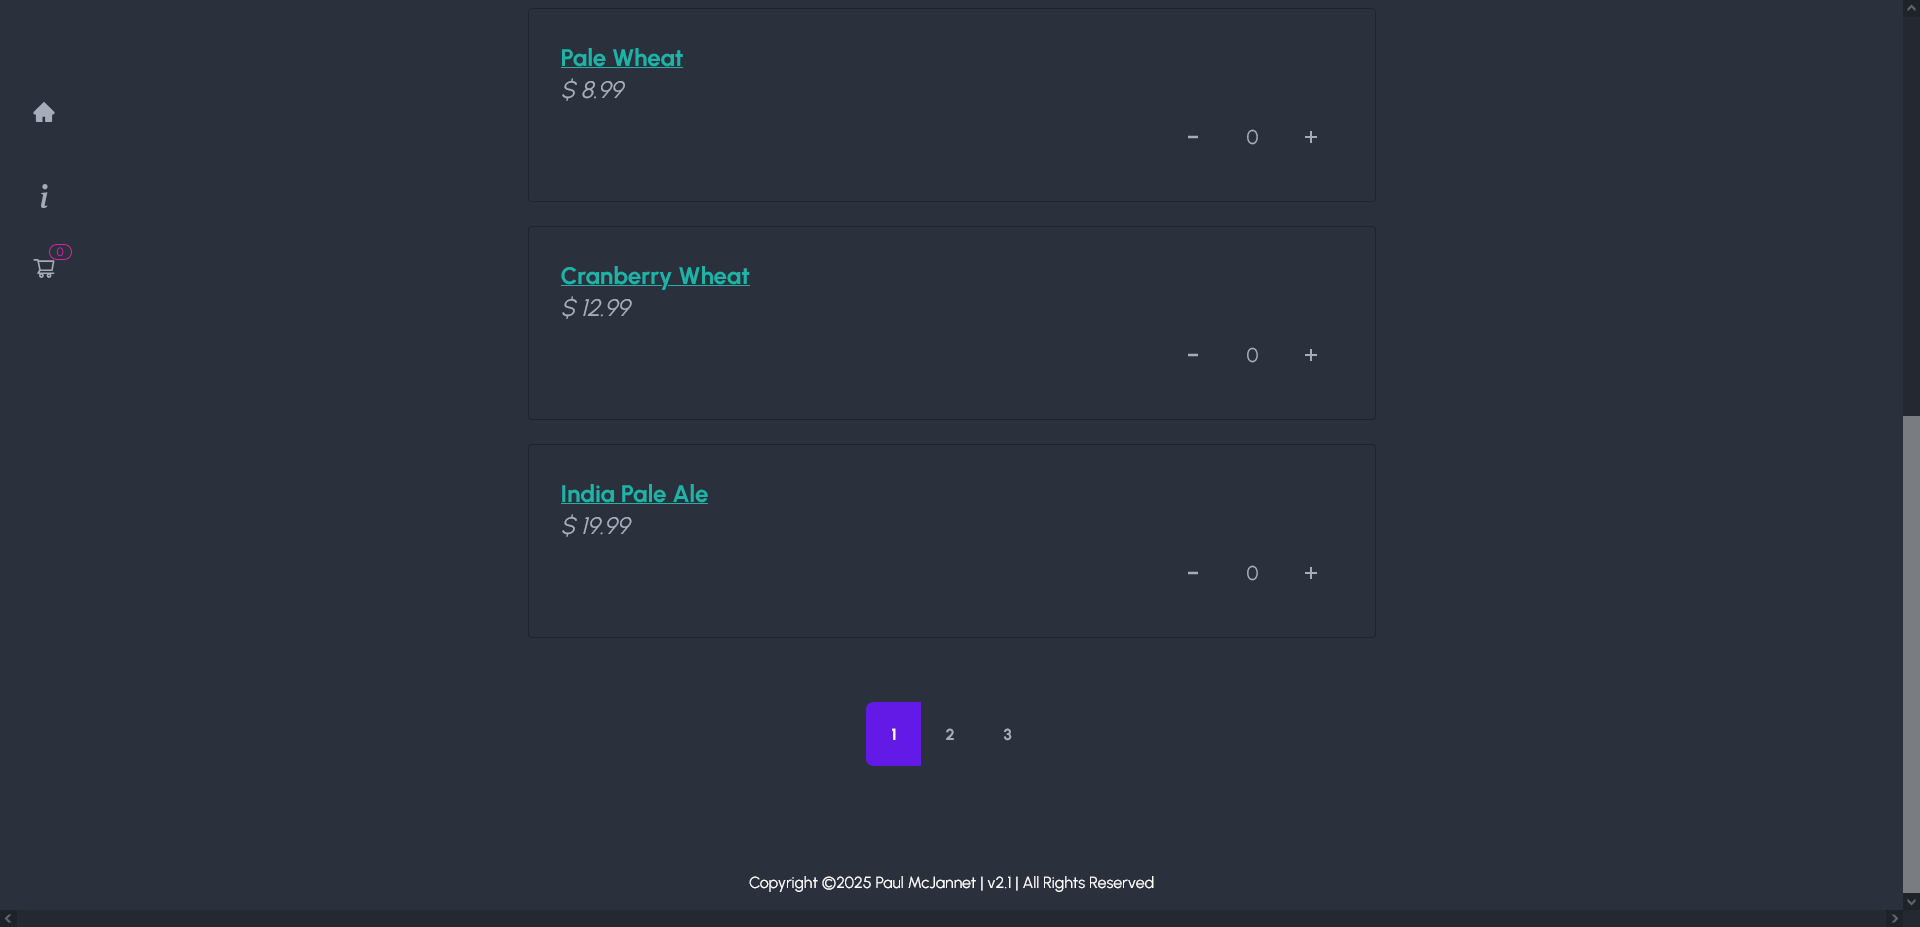 Pale Wheat
$ 8.99
- 0 +
Cranberry Wheat
$ 12.99
- 0 +
India Pale Ale
$ 19.99
- 0 +
i
0
1 2 3
Copyright ©2025 Paul McJannet | v2.1 | All Rights Reserved